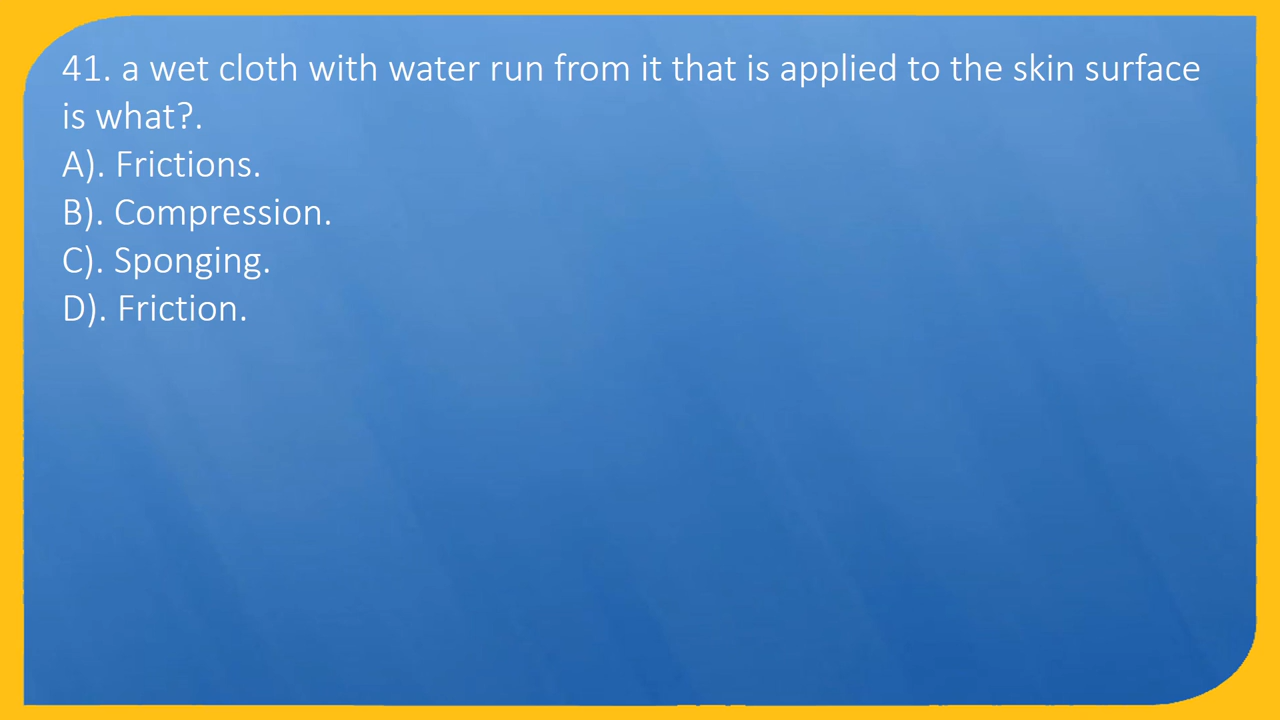 41. a wet cloth with water run from it that is applied to the skin surface
is what?.
A). Frictions.
B). Compression.
C). Sponging.
D). Friction.